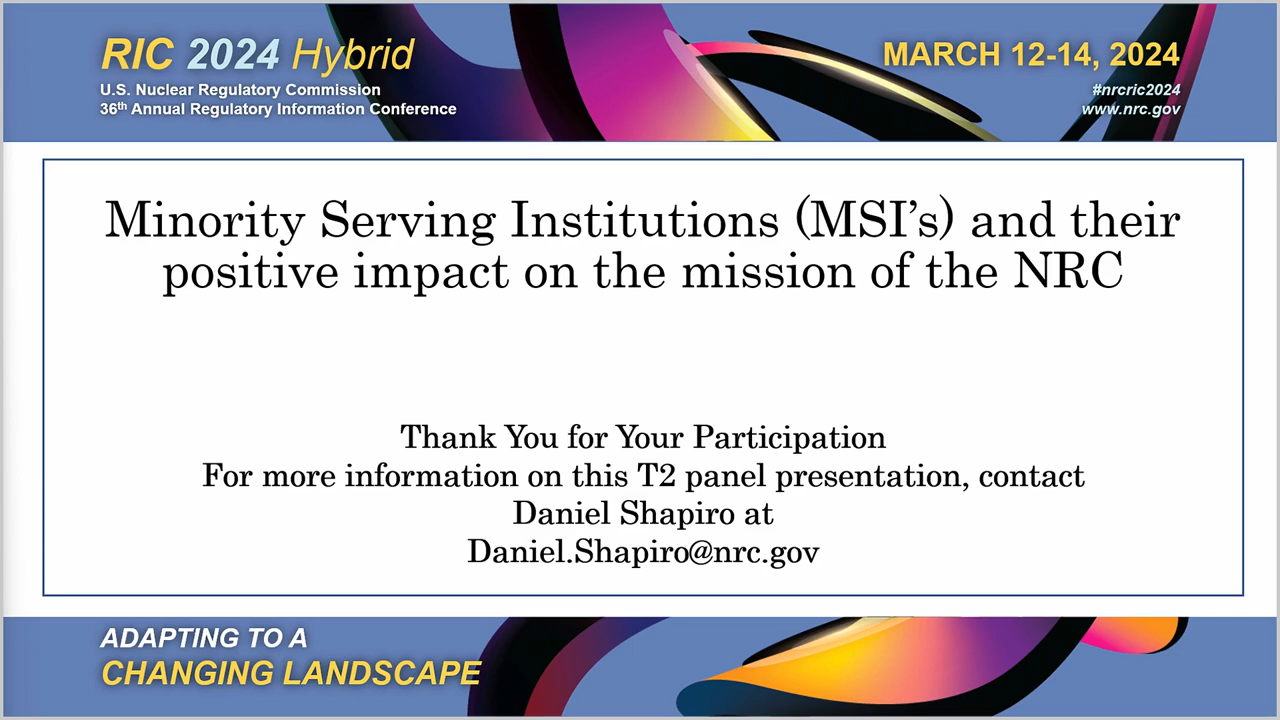 RIC 2024 Hybrid
U.S. Nuclear Regulatory Commission
36th Annual Regulatory Information Conference
MARCH 12-14, 2024
#nrcric2024
www.nrc.gov
Minority Serving Institutions (MSI’s) and their
positive impact on the mission of the NRC
Thank You for Your Participation
For more information on this T2 panel presentation, contact
Daniel Shapiro at
Daniel.Shapiro@nrc.gov
ADAPTING TO A
CHANGING LANDSCAPE